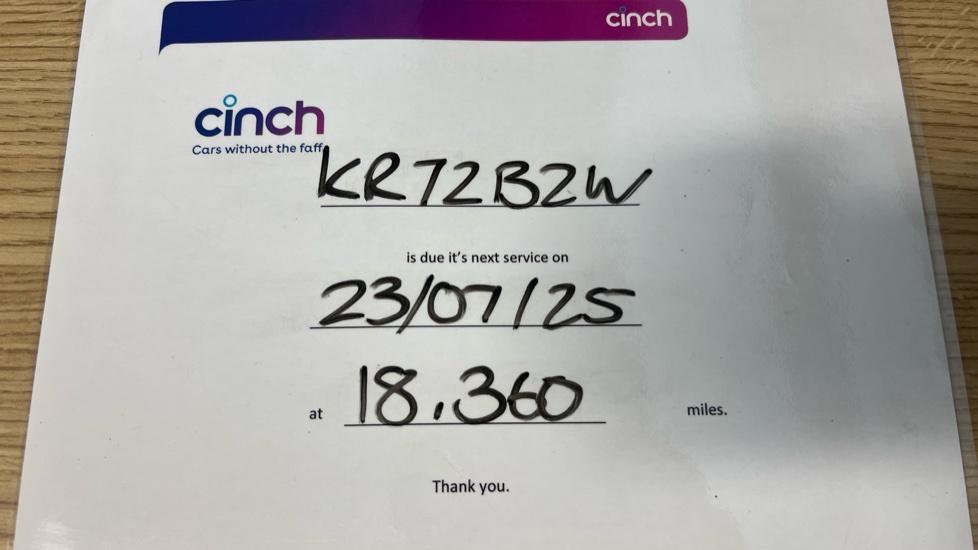 cinch
cinch
Cars without the faff
KR72BZW
is due it's next service on
23/07/25
at 18.360 miles.
Thank you.